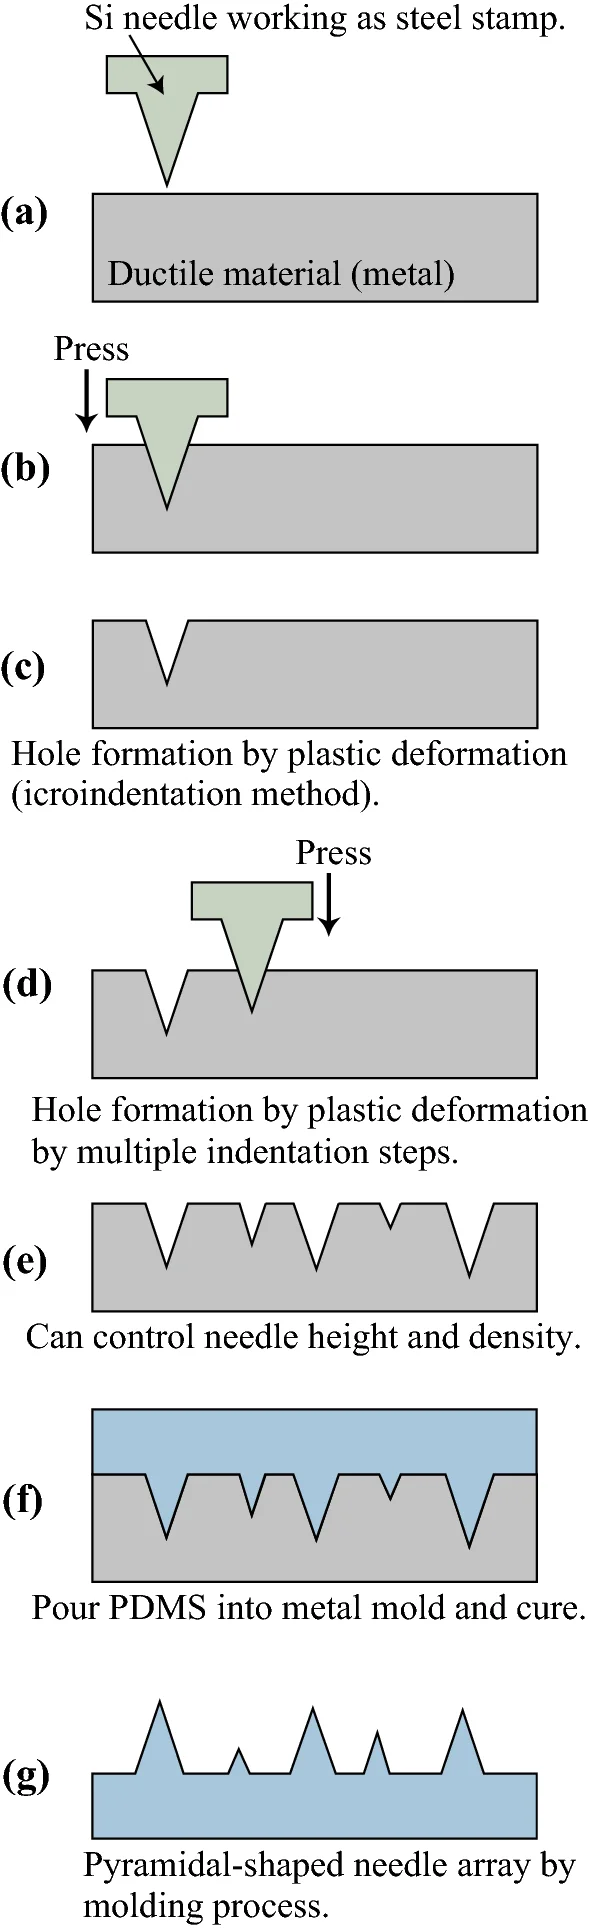 Si needle working as steel stamp.
(a)
Ductile material (metal)
Press
(b)
(c)
Hole formation by plastic deformation
(icroindentation method).
Press
(d)
Hole formation by plastic deformation
by multiple indentation steps.
(e)
Can control needle height and density.
(f)
Pour PDMS into metal mold and cure.
(g)
Pyramidal-shaped needle array by
molding process.